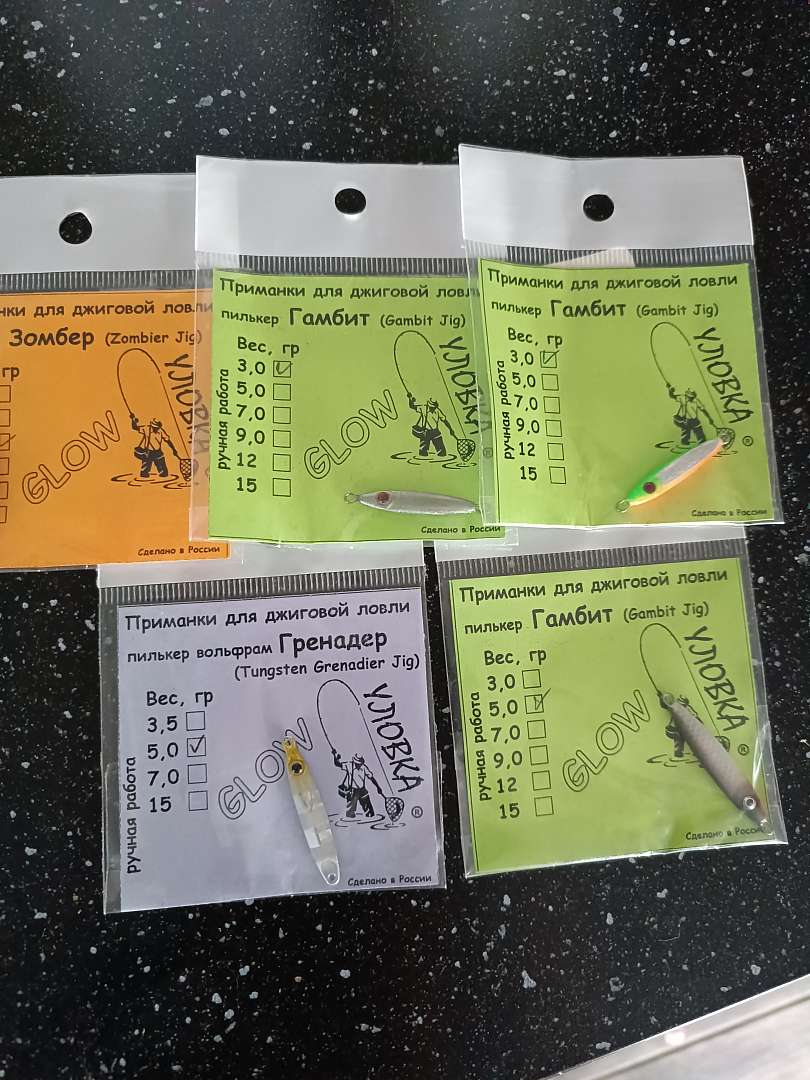 ки для джиговой ловли
Зомбер (Zombier Jig)
гр
GLOW
УЛОВКА
Сделано в России
Приманки для джиговой ловли
пилькер Гамбит (Gambit Jig)
Вес, гр
3,0
5,0
7,0
9,0
12
15
ручная работа
GLOW
УЛОВКА
Сделано в России
Приманки для джиговой ловли
пилькер Гамбит (Gambit Jig)
Вес, гр
3,0
5,0
7,0
9,0
12
15
ручная работа
УЛОВКА
®
Сделано в России
Приманки для джиговой ловли
пилькер вольфрам Гренадер
(Tungsten Grenadier Jig)
Вес, гр
3,5
5,0
7,0
15
ручная работа
GLOW
УЛОВКА
®
Сделано в России
Приманки для джиговой ловли
пилькер Гамбит (Gambit Jig)
Вес, гр
3,0
5,0
7,0
9,0
12
15
ручная работа
GLOW
УЛОВКА
®
Сделано в России